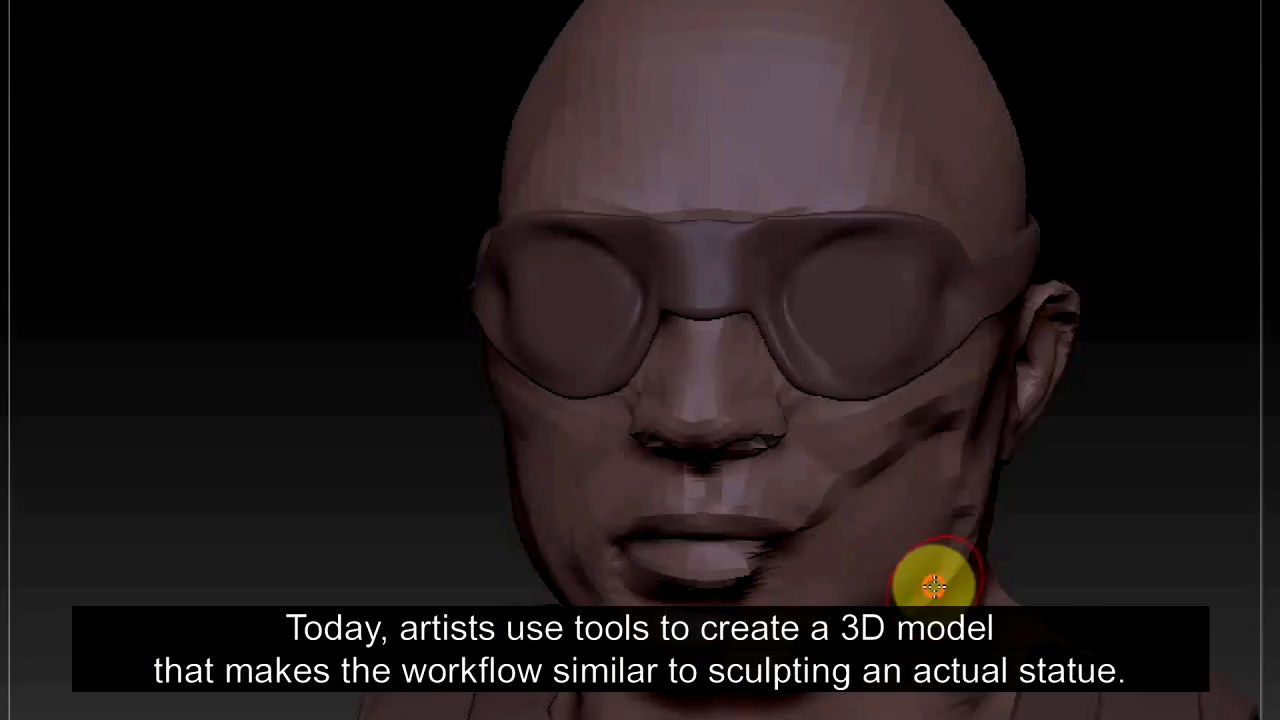 Today, artists use tools to create a 3D model
that makes the workflow similar to sculpting an actual statue.